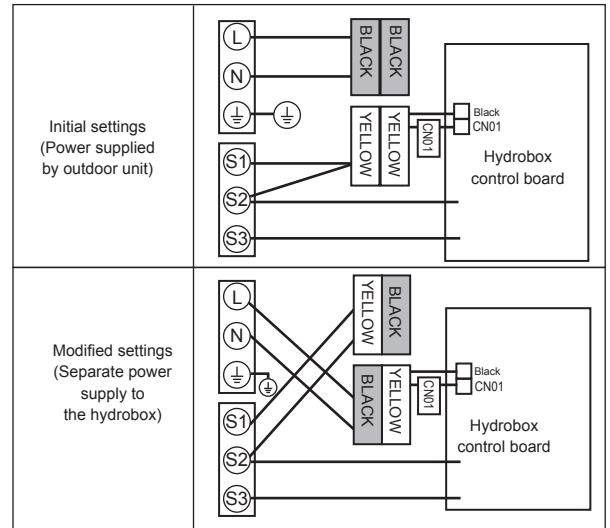 Initial settings
(Power supplied
by outdoor unit)
L
N
S1
S2
S3
BLACK
BLACK
YELLOW
YELLOW
CN01
Black
CN01
Hydrobox
control board
Modified settings
(Separate power
supply to
the hydrobox)
L
N
S1
S2
S3
YELLOW
BLACK
BLACK
YELLOW
CN01
Black
CN01
Hydrobox
control board